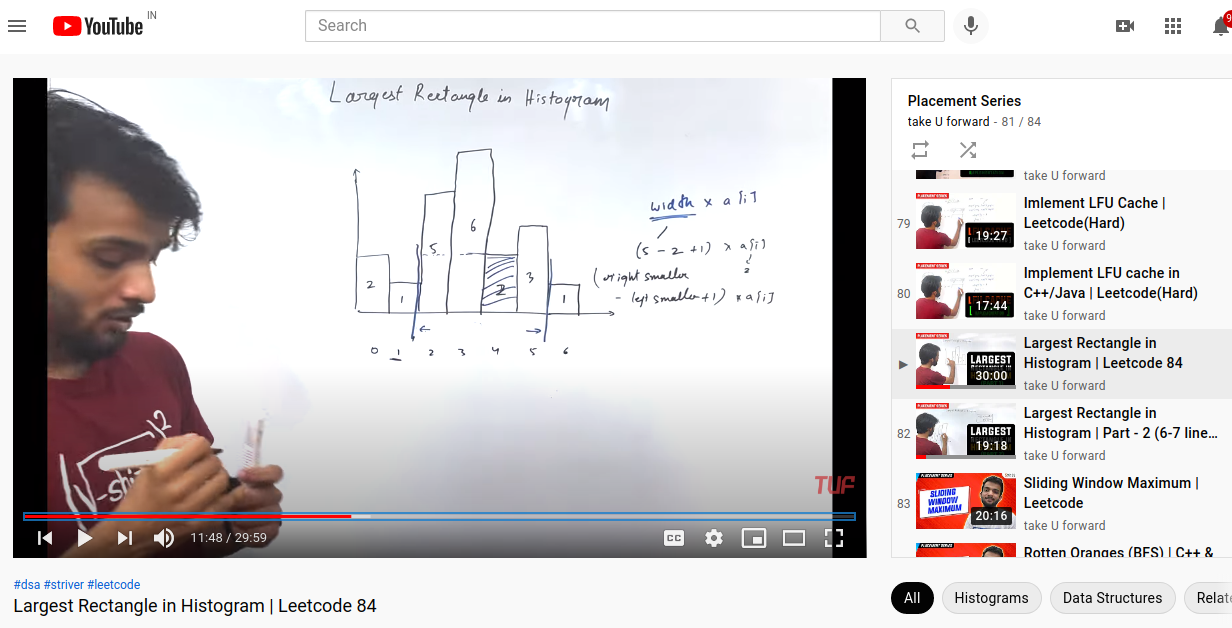 YouTube IN
Search
9
Largest Rectangle in Histogram
width x a[i]
6
5
(5 - 2 +1) x a[i]
2
3
2
2
(right smaller
1
1
- left smaller +1) x a[i]
0 1 2 3 4 5 6
TUF
11:48 / 29:59
CC
#dsa #striver #leetcode
Largest Rectangle in Histogram | Leetcode 84
Placement Series
take U forward - 81 / 84
take U forward
79
19:27
Imlement LFU Cache |
Leetcode(Hard)
take U forward
80
17:44
Implement LFU cache in
C++/Java | Leetcode(Hard)
take U forward
LARGEST
30:00
Largest Rectangle in
Histogram | Leetcode 84
take U forward
82
LARGEST
19:18
Largest Rectangle in
Histogram | Part - 2 (6-7 line...
take U forward
83
SLIDING
WINDOW
MAXIMUM
20:16
Sliding Window Maximum |
Leetcode
take U forward
Rotten Oranges (BFS) | C++ &
All
Histograms
Data Structures
Relat